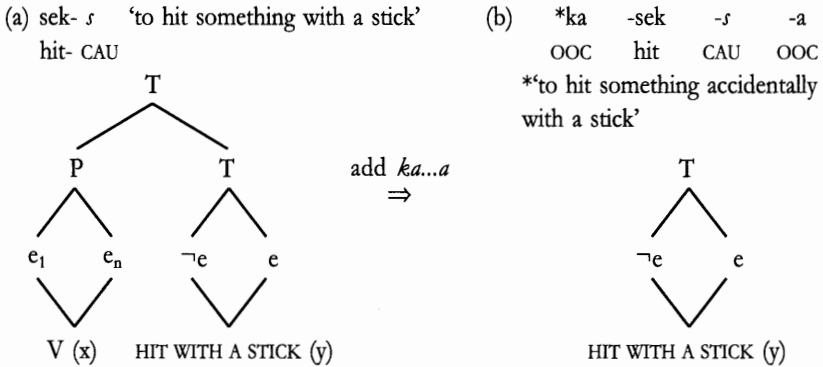 (a) sek- s ‘to hit something with a stick’ (b) *ka -sek -s -a
hit- CAU OOC hit CAU OOC
*‘to hit something accidentally
with a stick’
T
P T add ka...a T
⇒
e₁ eₙ ¬e e ¬e e
V (x) HIT WITH A STICK (y) HIT WITH A STICK (y)